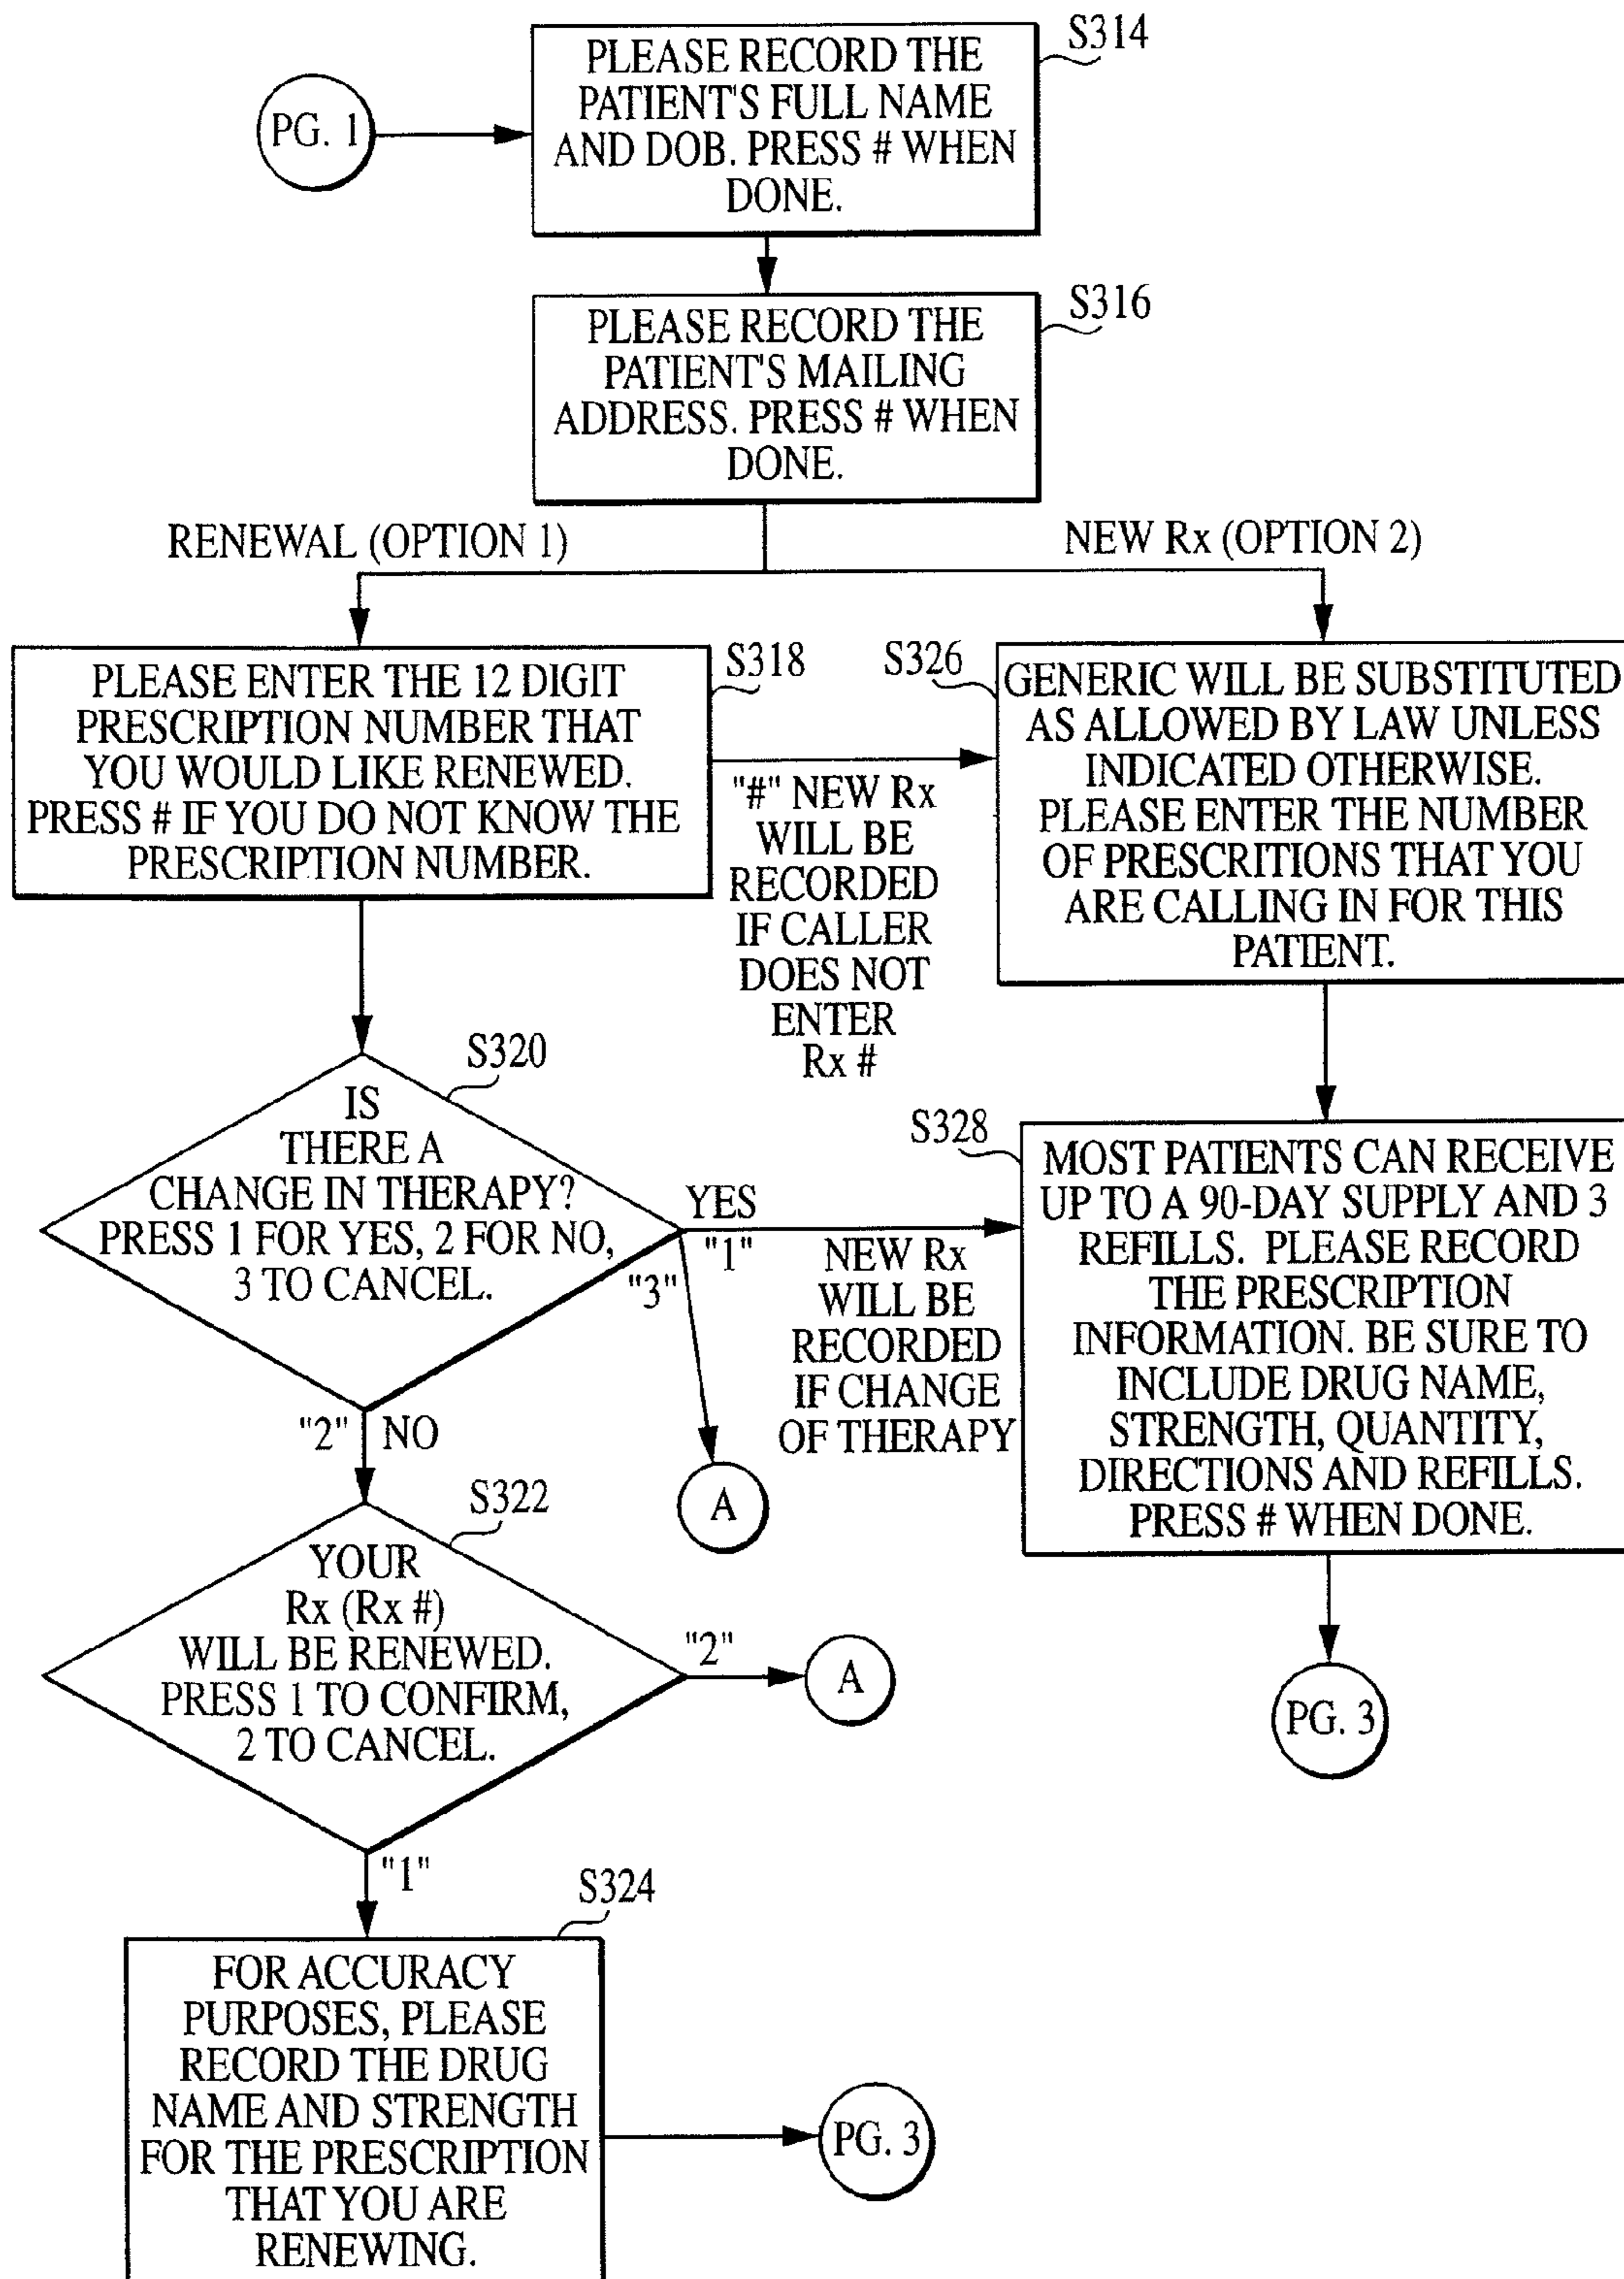 S314
PLEASE RECORD THE
PATIENT'S FULL NAME
AND DOB. PRESS # WHEN
DONE.
PG. 1
S316
PLEASE RECORD THE
PATIENT'S MAILING
ADDRESS. PRESS # WHEN
DONE.
RENEWAL (OPTION 1)
NEW Rx (OPTION 2)
S318
PLEASE ENTER THE 12 DIGIT
PRESCRIPTION NUMBER THAT
YOU WOULD LIKE RENEWED.
PRESS # IF YOU DO NOT KNOW THE
PRESCRIPTION NUMBER.
"#" NEW Rx
WILL BE
RECORDED
IF CALLER
DOES NOT
ENTER
Rx #
S326
GENERIC WILL BE SUBSTITUTED
AS ALLOWED BY LAW UNLESS
INDICATED OTHERWISE.
PLEASE ENTER THE NUMBER
OF PRESCRITIONS THAT YOU
ARE CALLING IN FOR THIS
PATIENT.
S320
IS
THERE A
CHANGE IN THERAPY?
PRESS 1 FOR YES, 2 FOR NO,
3 TO CANCEL.
YES
"1"
"3"
NEW Rx
WILL BE
RECORDED
IF CHANGE
OF THERAPY
A
S328
MOST PATIENTS CAN RECEIVE
UP TO A 90-DAY SUPPLY AND 3
REFILLS. PLEASE RECORD
THE PRESCRIPTION
INFORMATION. BE SURE TO
INCLUDE DRUG NAME,
STRENGTH, QUANTITY,
DIRECTIONS AND REFILLS.
PRESS # WHEN DONE.
PG. 3
"2" NO
S322
YOUR
Rx (Rx #)
WILL BE RENEWED.
PRESS 1 TO CONFIRM,
2 TO CANCEL.
"2"
A
"1"
S324
FOR ACCURACY
PURPOSES, PLEASE
RECORD THE DRUG
NAME AND STRENGTH
FOR THE PRESCRIPTION
THAT YOU ARE
RENEWING.
PG. 3